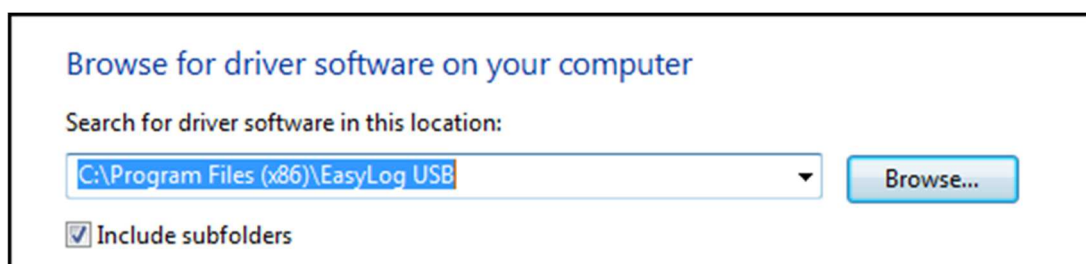 Browse for driver software on your computer
Search for driver software in this location:
C:\Program Files (x86)\EasyLog USB
Browse...
Include subfolders